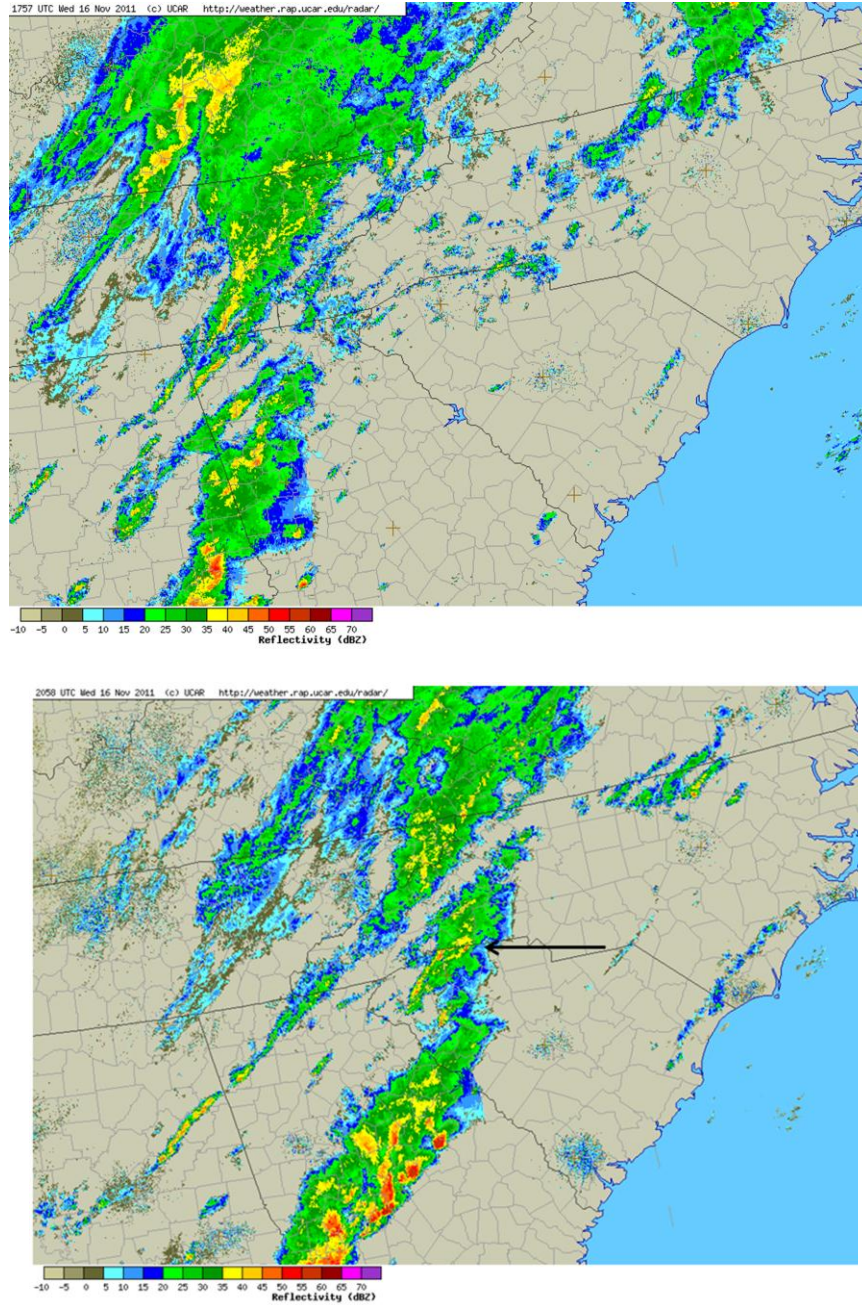 1757 UTC Wed 16 Nov 2011 (c) UCAR http://weather.rap.ucar.edu/radar/
-10 -5 0 5 10 15 20 25 30 35 40 45 50 55 60 65 70
Reflectivity (dBZ)
2058 UTC Wed 16 Nov 2011 (c) UCAR http://weather.rap.ucar.edu/radar/
-10 -5 0 5 10 15 20 25 30 35 40 45 50 55 60 65 70
Reflectivity (dBZ)